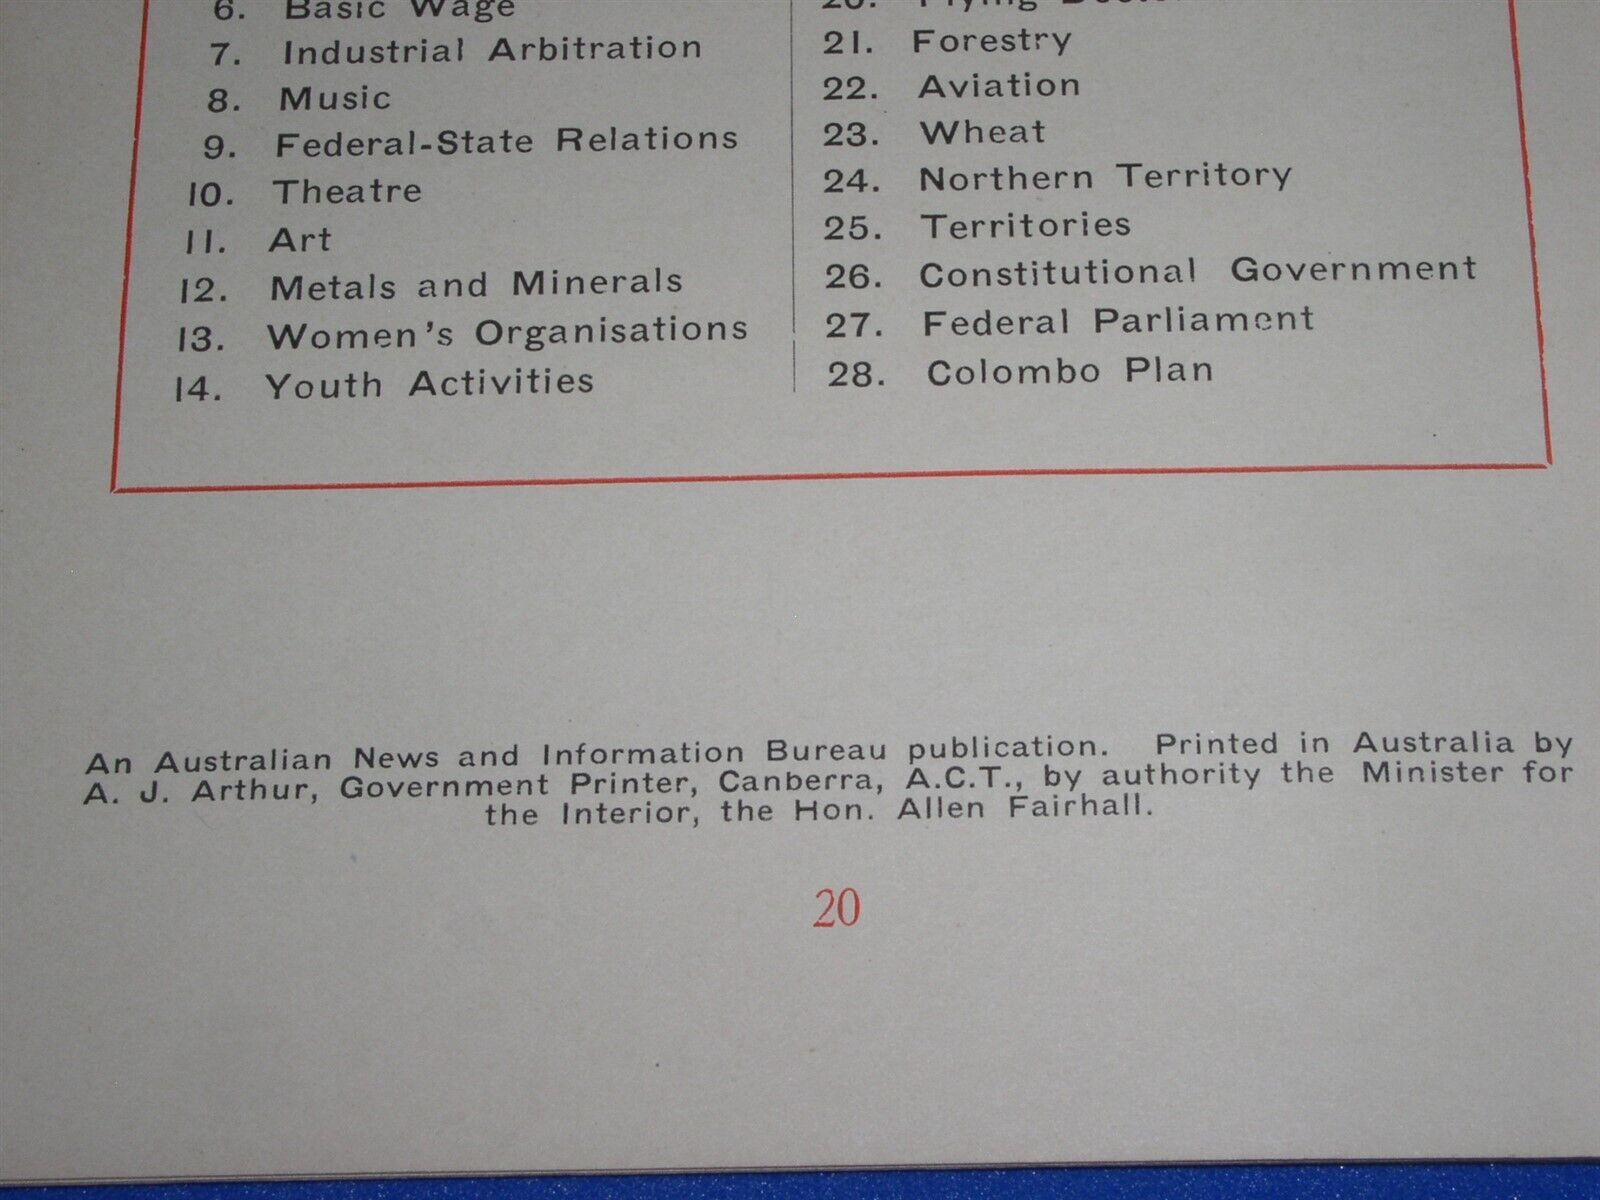 6. Basic Wage
7. Industrial Arbitration
8. Music
9. Federal-State Relations
10. Theatre
11. Art
12. Metals and Minerals
13. Women's Organisations
14. Youth Activities
20. Flying
21. Forestry
22. Aviation
23. Wheat
24. Northern Territory
25. Territories
26. Constitutional Government
27. Federal Parliament
28. Colombo Plan
An Australian News and Information Bureau publication. Printed in Australia by
A. J. Arthur, Government Printer, Canberra, A.C.T., by authority the Minister for
the Interior, the Hon. Allen Fairhall.
20